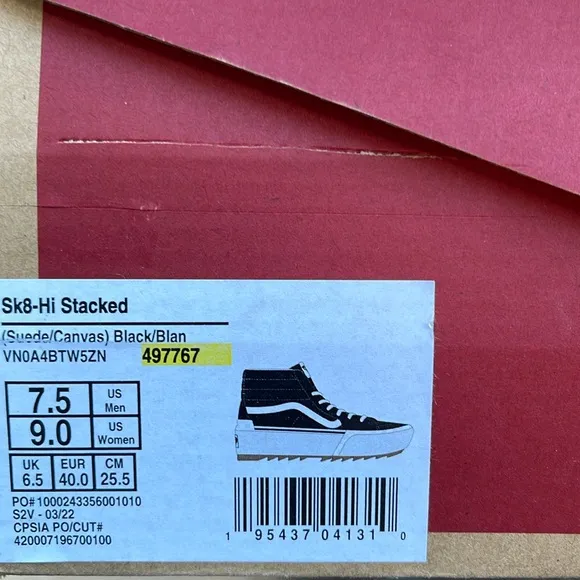 Sk8-Hi Stacked
(Suede/Canvas) Black/Blan
VN0A4BTW5ZN 497767
7.5 US Men
9.0 US Women
UK 6.5 EUR 40.0 CM 25.5
PO# 1000243356001010
S2V - 03/22
CPSIA PO/CUT#
420007196700100
1 95437 04131 0